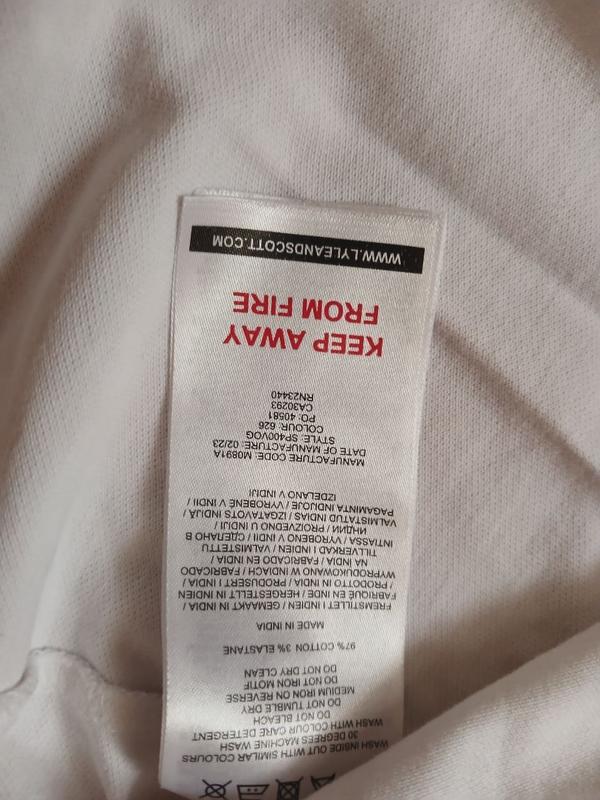 WASH INSIDE OUT WITH SIMILAR COLOURS
30 DEGREES MACHINE WASH
WASH WITH COLOUR CARE DETERGENT
DO NOT BLEACH
DO NOT TUMBLE DRY
MEDIUM IRON ON REVERSE
DO NOT IRON MOTIF
DO NOT DRY CLEAN
97% COTTON 3% ELASTANE
MADE IN INDIA
FREMSTILLET I INDIEN / GEMAAKT IN INDIA /
FABRIQUÉ EN INDE / HERGESTELLT IN INDIEN
/ PRODOTTO IN INDIA / PRODUSERT I INDIA /
WYPRODUKOWANO W INDIACH / FABRICADO
NA INDIA / FABRICADO EN INDIA /
TILLVERKAT I INDIEN / VALMISTETTU
INTIASSA / VYROBENO V INDII / СДЕЛАНО В
ИНДИИ / PROIZVEDENO U INDIJI /
VALMISTATUD INDIAS / IZGATAVOTS INDIJĀ /
PAGAMINTA INDIJOJE / VYROBENÉ V INDII /
IZDELANO V INDIJI
MANUFACTURE CODE: M0891A
DATE OF MANUFACTURE: 02/23
STYLE: SP400VOG
COLOUR: 626
PO: 40581
CA30293
RN23440
KEEP AWAY
FROM FIRE
WWW.LYLEANDSCOTT.COM